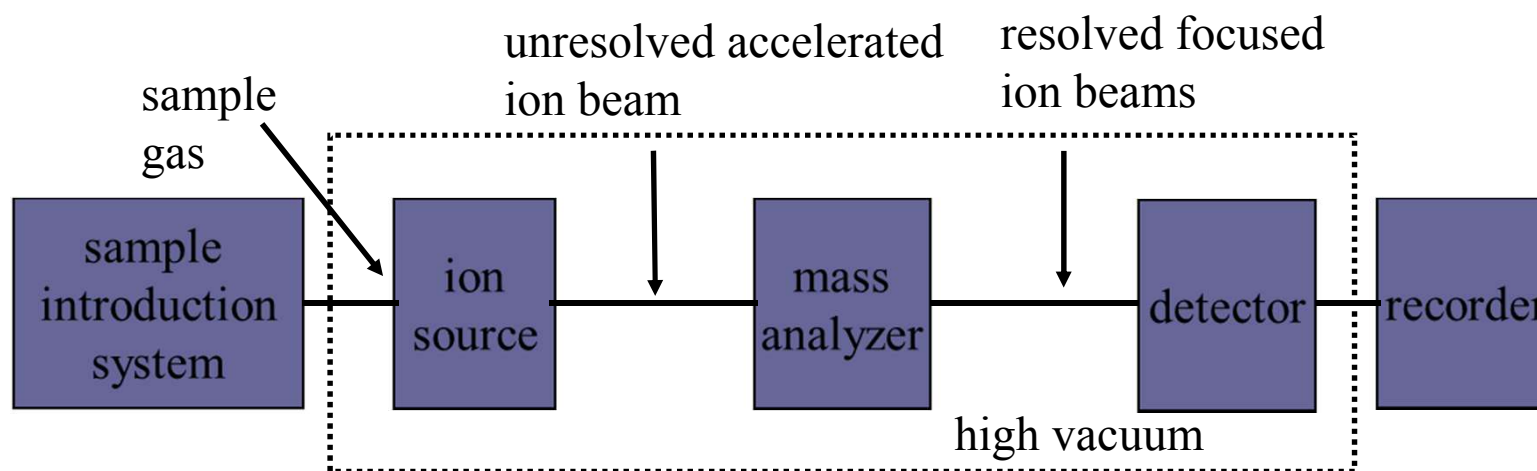 unresolved accelerated
ion beam
resolved focused
ion beams
sample
gas
sample
introduction
system
ion
source
mass
analyzer
detector
recorder
high vacuum